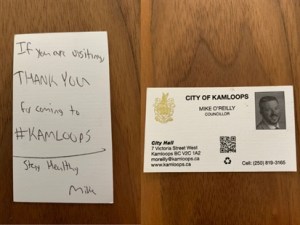 If you are visiting
THANK YOU
for coming to
#KAMLOOPS
Stay Healthy
Mike
CITY OF KAMLOOPS
MIKE O'REILLY
COUNCILLOR
City Hall
7 Victoria Street West
Kamloops BC V2C 1A2
moreilly@kamloops.ca
www.kamloops.ca
Cell: (250) 819-3160